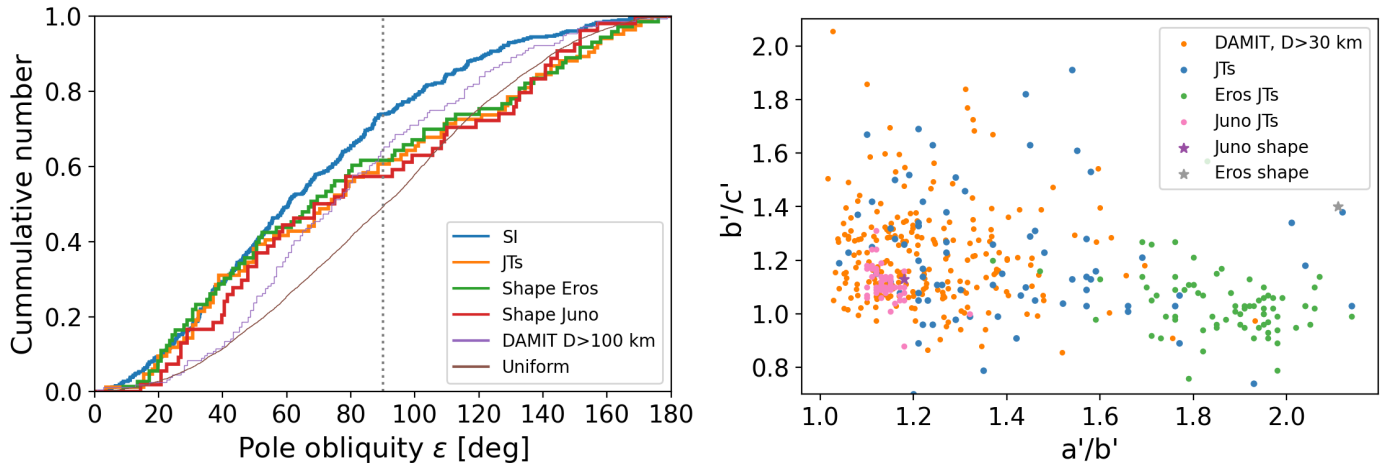 Cummulative number
1.0
0.8
0.6
0.4
0.2
0.0
SI
JTs
Shape Eros
Shape Juno
DAMIT D>100 km
Uniform
0 20 40 60 80 100 120 140 160 180
Pole obliquity ε [deg]
b'/c'
2.0
1.8
1.6
1.4
1.2
1.0
0.8
DAMIT, D>30 km
JTs
Eros JTs
Juno JTs
Juno shape
Eros shape
1.0 1.2 1.4 1.6 1.8 2.0
a'/b'